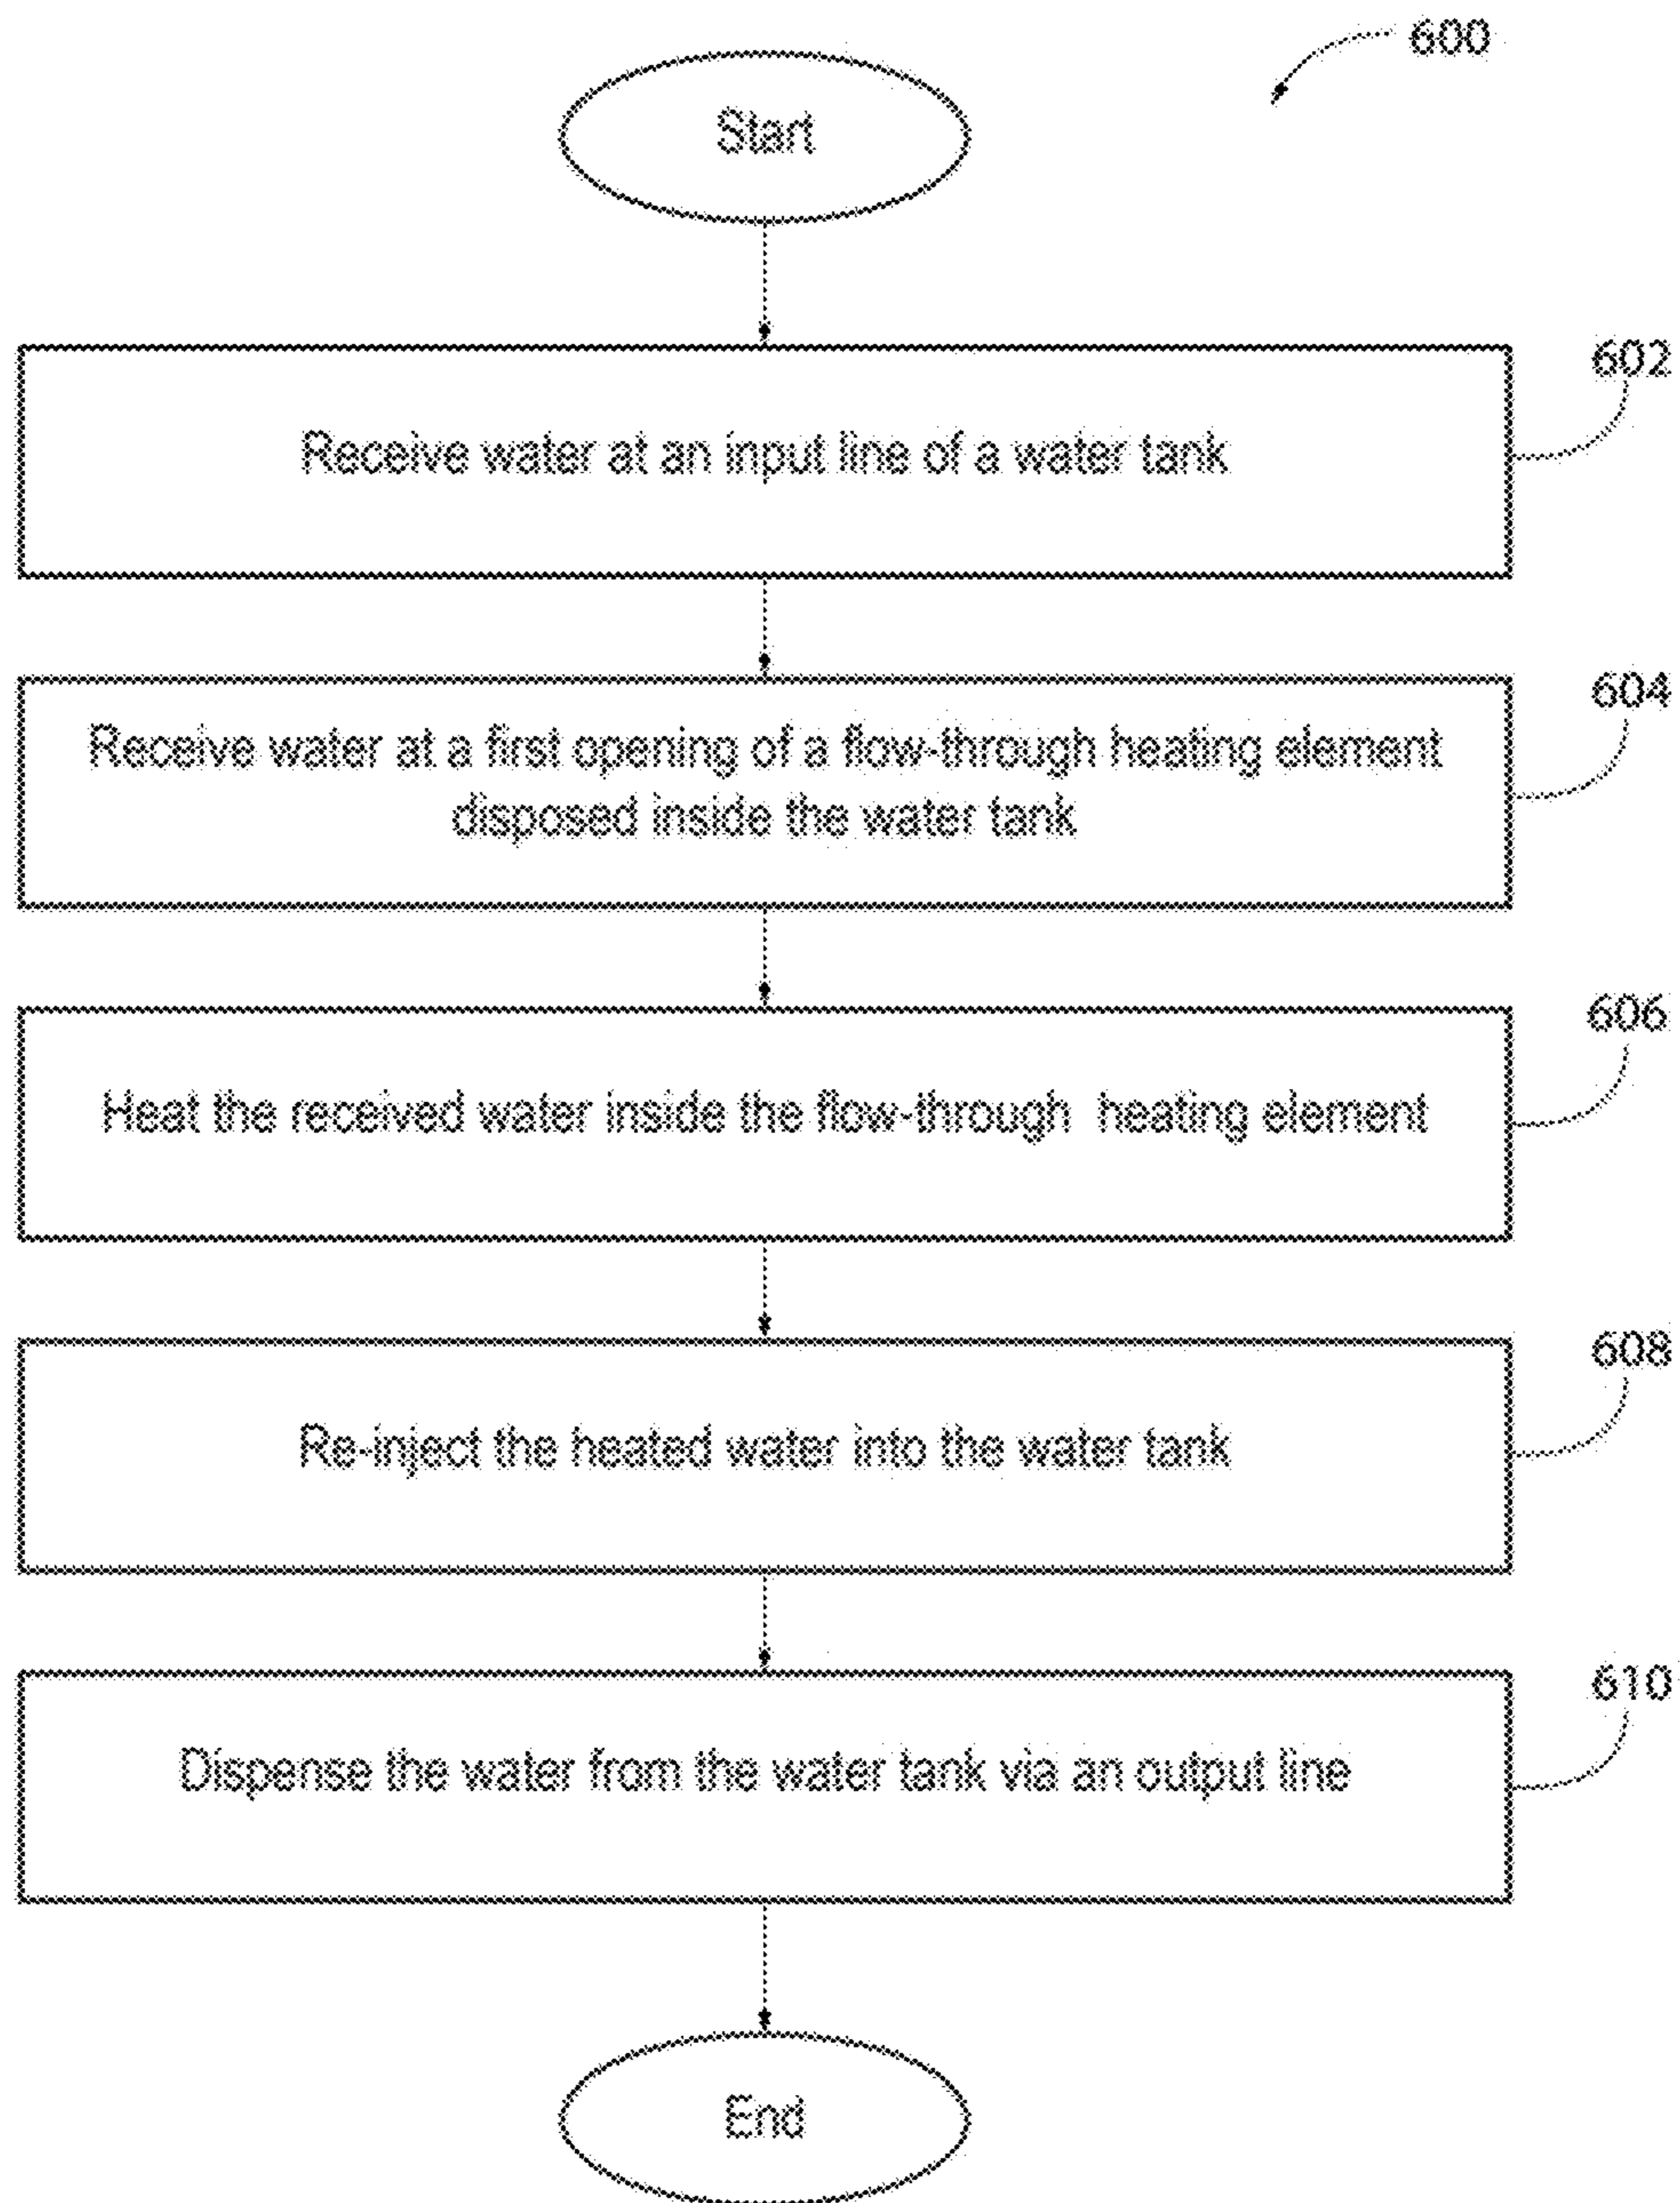 600
Start
602
Receive water at an input line of a water tank
604
Receive water at a first opening of a flow-through heating element
disposed inside the water tank
606
Heat the received water inside the flow-through heating element
608
Re-inject the heated water into the water tank
610
Dispense the water from the water tank via an output line
End